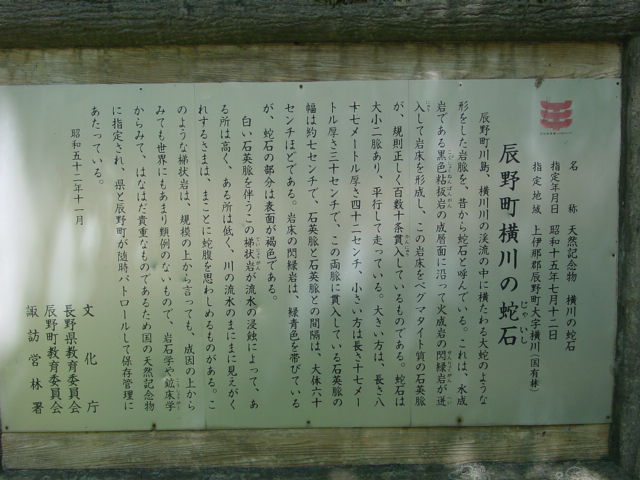 名　称　天然記念物　横川の蛇石
指定年月日　昭和十五年七月十二日
指定地域　上伊那郡辰野町大字横川(国有林)
辰野町横川の蛇石
じゃいし
辰野町川島、横川川の渓流の中に横たわる大蛇のような
形をした岩脈を、昔から蛇石と呼んでいる。これは、水成
岩である黒色粘板岩の成層面に沿って火成岩の閃緑岩が迸
入して岩床を形成し、この岩床をペグマタイト質の石英脈
が、規則正しく百数十条貫入しているものである。蛇石は
大小二脈あり、平行して走っている。大きい方は、長さ八
十七メートル厚さ四十二センチ、小さい方は長さ十七メー
トル厚さ三十センチで、この両脈に貫入している石英脈の
幅は約七センチで、石英脈と石英脈との間隔は、大体六十
センチほどである。岩床の閃緑岩は、緑青色を帯びている
が、蛇石の部分は表面が褐色である。
白い石英脈を伴うこの梯状岩が流水の浸蝕によって、あ
る所は高く、ある所は低く、川の流水のまにまに見えがく
れするさまは、まことに蛇腹を思わしめるものがある。こ
のような梯状岩は、規模の上から言っても、成因の上から
みても世界にもあまり類例のないもので、岩石学や鉱床学
からみて、はなはだ貴重なものであるため国の天然記念物
に指定され、県と辰野町が随時パトロールして保存管理に
あたっている。
昭和五十二年十一月
文化庁
長野県教育委員会
辰野町教育委員会
諏訪営林署